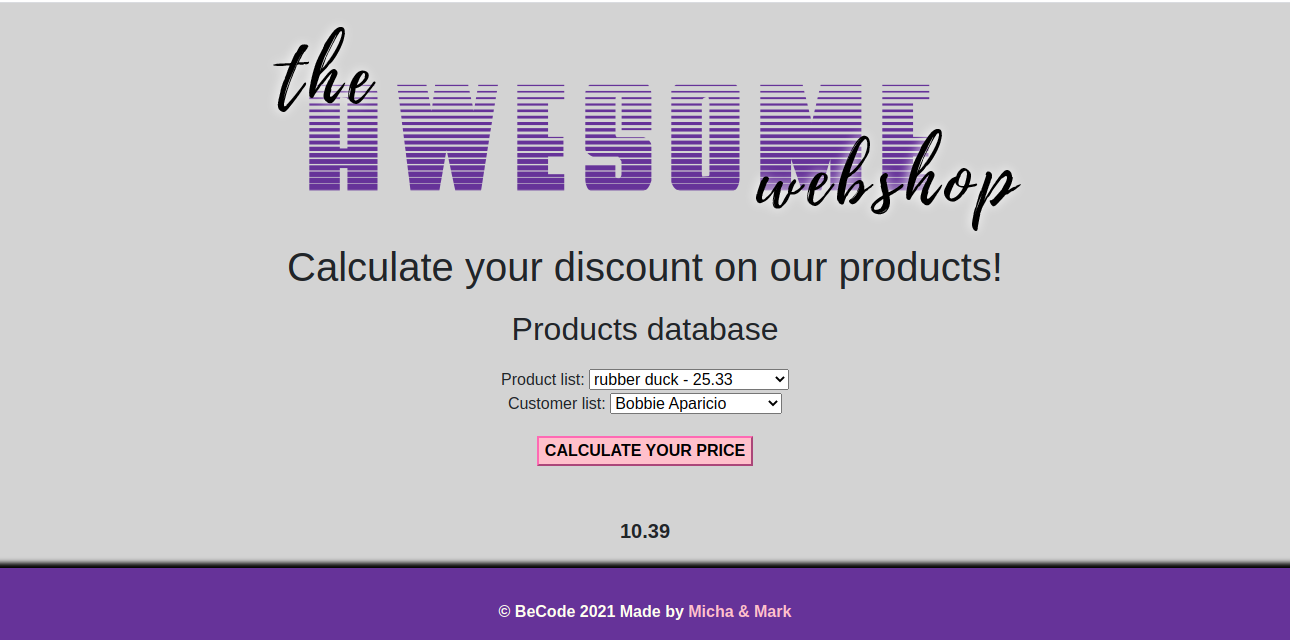 the
AWESOME
webshop
Calculate your discount on our products!
Products database
Product list: rubber duck - 25.33
Customer list: Bobbie Aparicio
CALCULATE YOUR PRICE
10.39
© BeCode 2021 Made by Micha & Mark